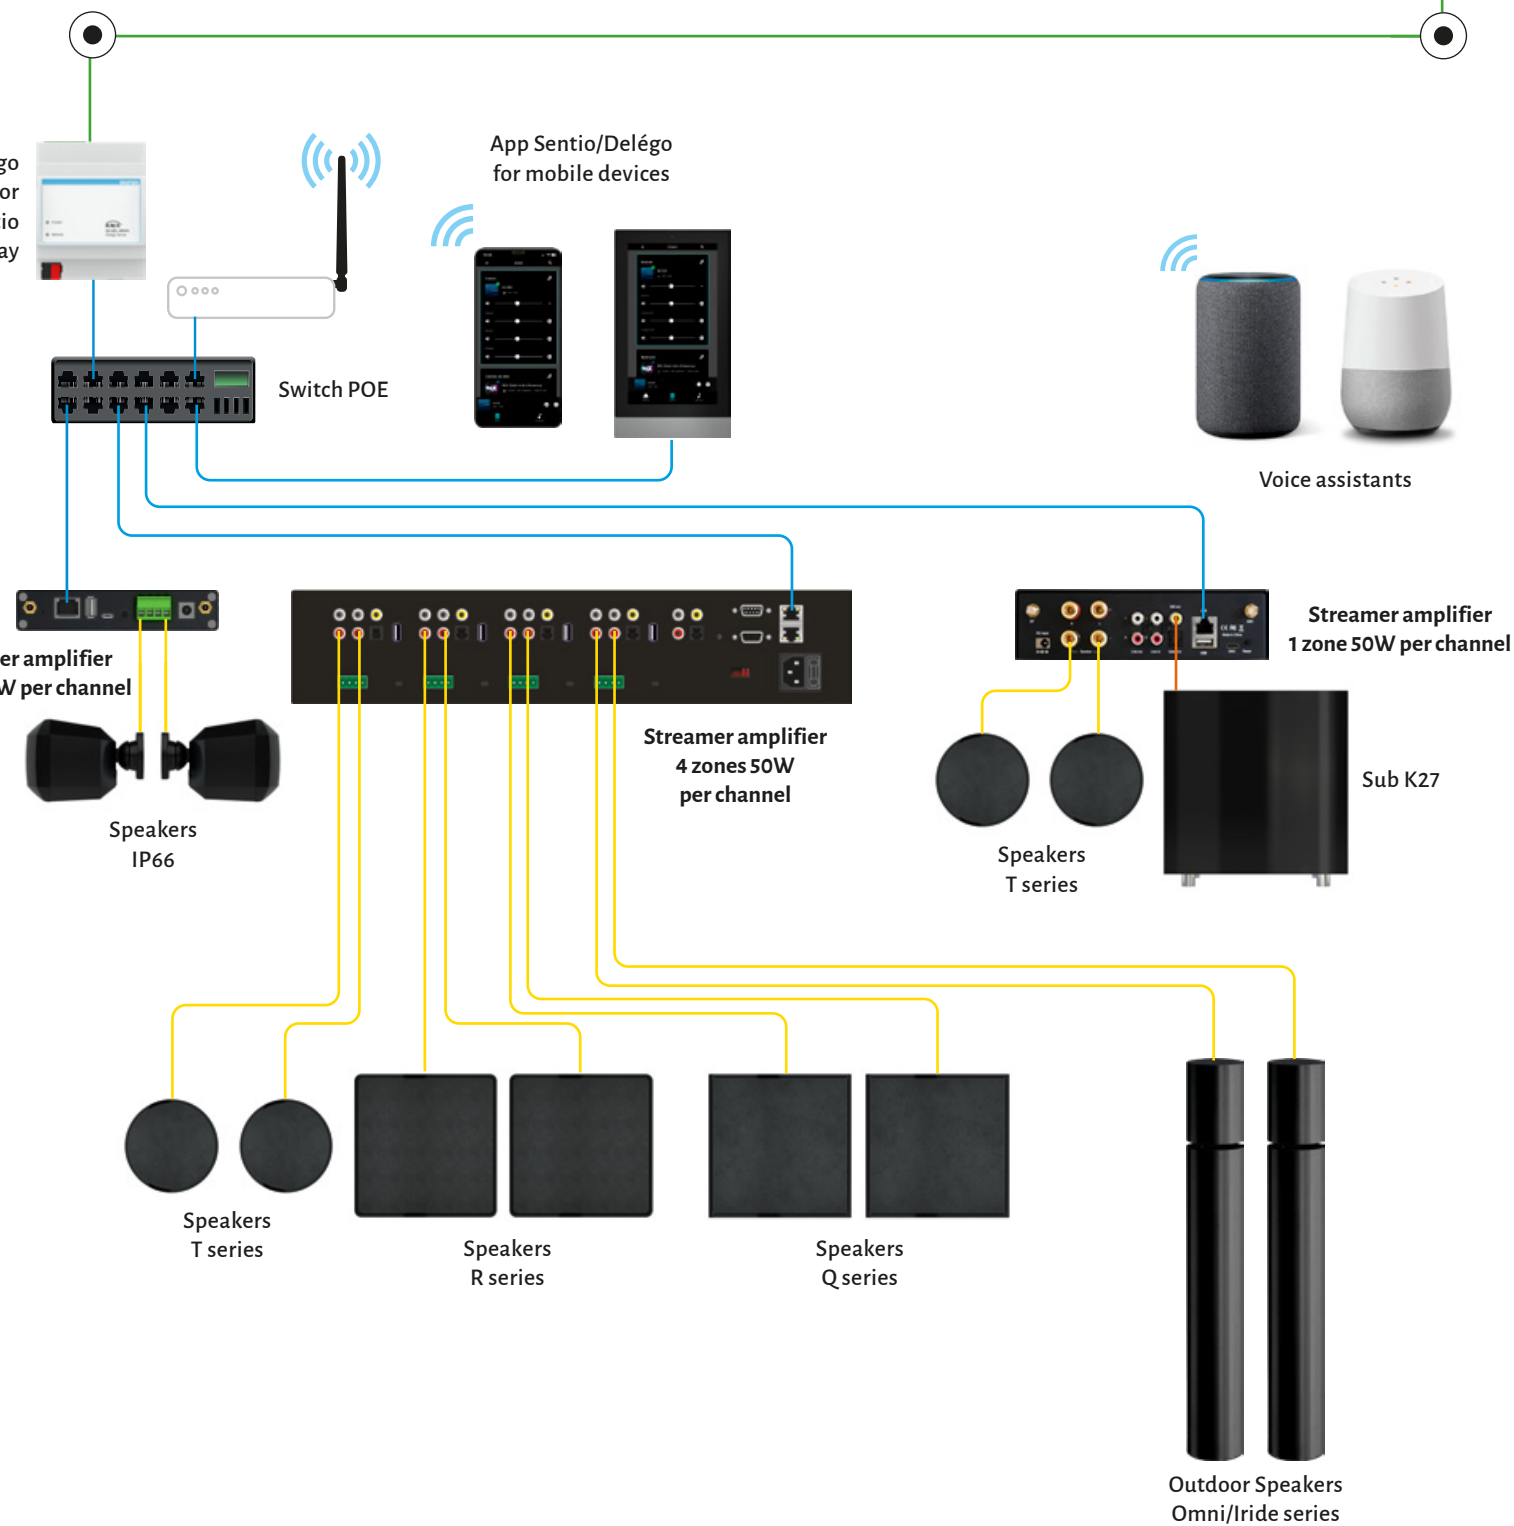 App Sentio/Delégo
for mobile devices
go
or
io
ay
Switch POE
Voice assistants
er amplifier
W per channel
Streamer amplifier
1 zone 50W per channel
Streamer amplifier
4 zones 50W
per channel
Sub K27
Speakers
IP66
Speakers
T series
Speakers
T series
Speakers
R series
Speakers
Q series
Outdoor Speakers
Omni/Iride series